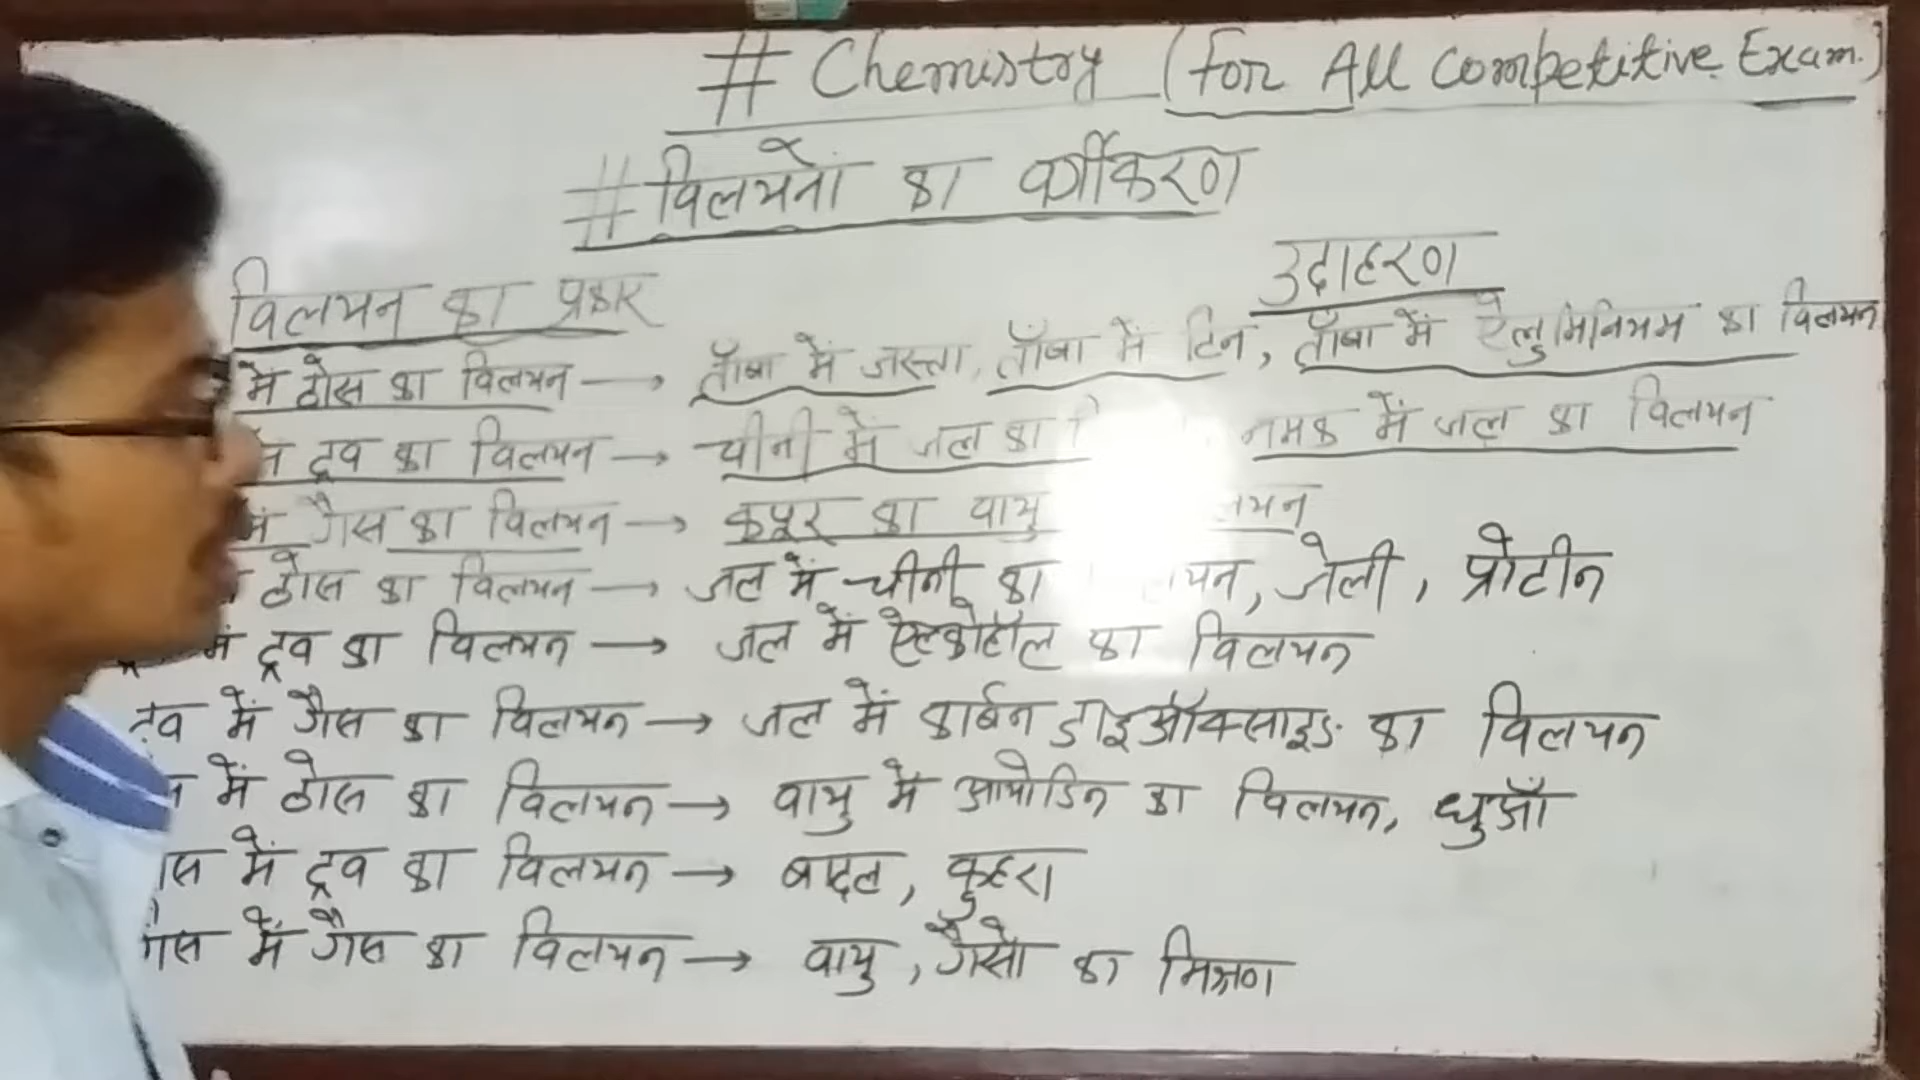 # Chemistry (for All Competitive Exam.)
# विलयनों का वर्गीकरण
विलयन का प्रकार
उदाहरण
में ठोस का विलयन → ताँबा में जस्ता, ताँबा में टिन, ताँबा में ऐलुमिनियम का विलयन
द्रव का विलयन → चीनी में जल का नमक में जल का विलयन
में गैस का विलयन → कपूर का वायु
ठोस का विलयन → जल में चीनी का जेली, प्रोटीन
में द्रव का विलयन → जल में ऐल्कोहॉल का विलयन
द्रव में गैस का विलयन → जल में कार्बन डाइऑक्साइड का विलयन
में ठोस का विलयन → वायु में आयोडिन का विलयन, धुआँ
में द्रव का विलयन → बादल, कुहरा
गैस में गैस का विलयन → वायु, गैसों का मिश्रण